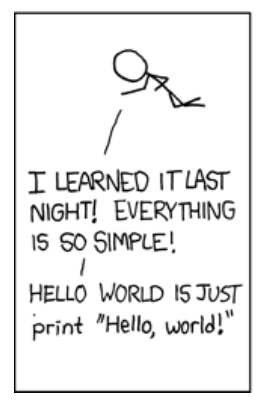 I LEARNED IT LAST
NIGHT! EVERYTHING
IS SO SIMPLE!
HELLO WORLD IS JUST
print "Hello, world!"